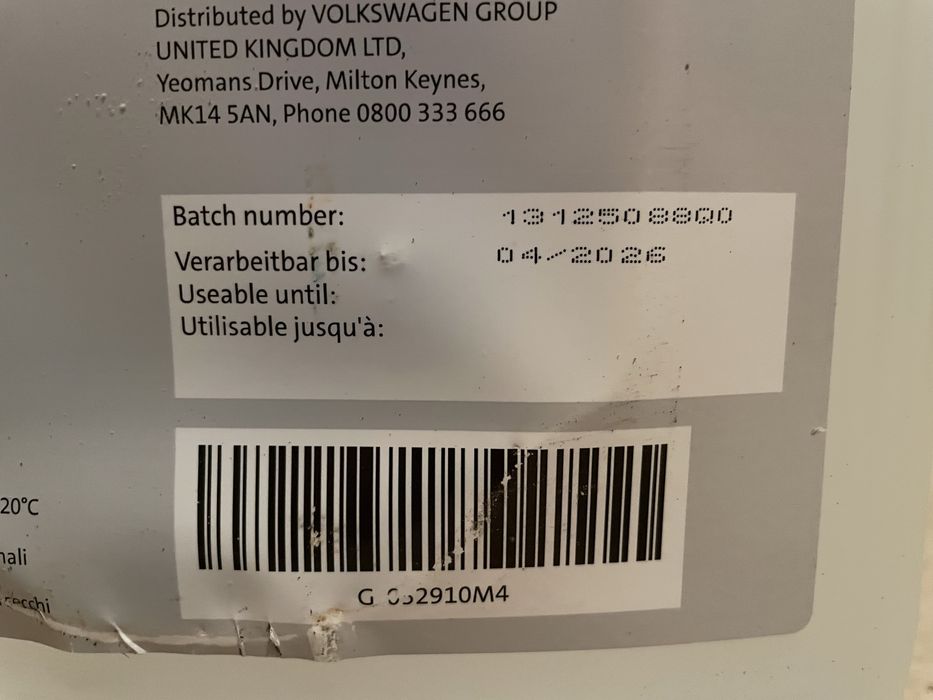 Distributed by VOLKSWAGEN GROUP
UNITED KINGDOM LTD,
Yeomans Drive, Milton Keynes,
MK14 5AN, Phone 0800 333 666
Batch number: 1312508800
Verarbeitbar bis: 04/2026
Useable until:
Utilisable jusqu'à:
20°C
G 052910M4